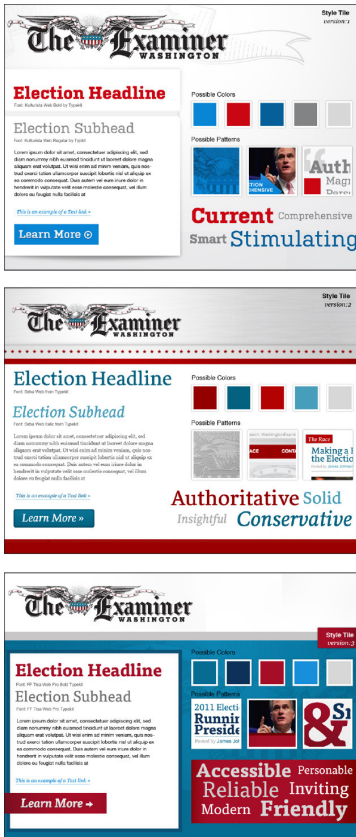 Style Tile
version:1
The Examiner
WASHINGTON
Election Headline
Font: Kulturista Web Bold by Typekit
Possible Colors
Election Subhead
Font: Kulturista Web Regular by Typekit
Lorem ipsum dolor sit amet, consectetuer adipiscing elit, sed
diam nonummy nibh euismod tincidunt ut laoreet dolore magna
aliquam erat volutpat. Ut wisi enim ad minim veniam, quis nos-
trud exerci tation ullamcorper suscipit lobortis nisl ut aliquip ex
ea commodo consequat. Duis autem vel eum iriure dolor in
hendrerit in vulputate velit esse molestie consequat, vel illum
dolore eu feugiat nulla facilisis at
Possible Patterns
This is an example of a Text link »
Learn More
Current Comprehensive
Smart Stimulating
Style Tile
version:2
The Examiner
WASHINGTON
Election Headline
Possible Colors
Election Subhead
Lorem ipsum dolor sit amet, consectetuer adipiscing elit, sed
diam nonummy nibh euismod tincidunt ut laoreet dolore magna
aliquam erat volutpat. Ut wisi enim ad minim veniam, quis nos-
trud exerci tation ullamcorper suscipit lobortis nisl ut aliquip ex
ea commodo consequat. Duis autem vel eum iriure dolor in
hendrerit in vulputate velit esse molestie consequat, vel illum
dolore eu feugiat nulla facilisis at
Possible Patterns
The Race
This is an example of a Text link »
Learn More »
Authoritative Solid
Insightful Conservative
The Examiner
WASHINGTON
Style Tile
version:3
Election Headline
Possible Colors
Election Subhead
Lorem ipsum dolor sit amet, consectetuer adipiscing elit, sed
diam nonummy nibh euismod tincidunt ut laoreet dolore magna
aliquam erat volutpat. Ut wisi enim ad minim veniam, quis nos-
trud exerci tation ullamcorper suscipit lobortis nisl ut aliquip ex
ea commodo consequat. Duis autem vel eum iriure dolor in
hendrerit in vulputate velit esse molestie consequat, vel illum
dolore eu feugiat nulla facilisis at
Possible Patterns
2011 Electi
Runnin
Preside
&
This is an example of a Text link »
Learn More →
Accessible Personable
Reliable Inviting
Modern Friendly